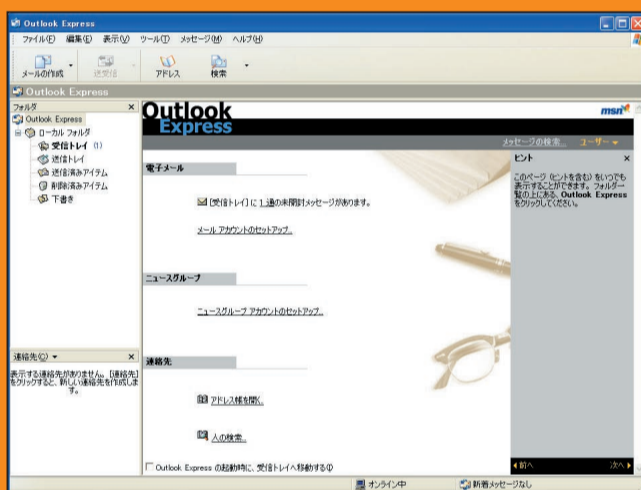 Outlook Express
ファイル(F) 編集(E) 表示(V) ツール(T) メッセージ(M) ヘルプ(H)
メールの作成 送受信 アドレス 検索
Outlook Express
フォルダ ×
Outlook Express
ローカル フォルダ
受信トレイ (1)
送信トレイ
送信済みアイテム
削除済みアイテム
下書き
連絡先(C) ×
表示する連絡先がありません。[連絡先]
をクリックすると、新しい連絡先を作成しま
す。
Outlook
Express
msn
メッセージの検索... ユーザー
電子メール
[受信トレイ] に 1 通の未開封メッセージがあります。
メール アカウントのセットアップ...
ニュースグループ
ニュースグループ アカウントのセットアップ...
連絡先
アドレス帳を開く...
人の検索...
Outlook Express の起動時に、受信トレイへ移動する(I)
ヒント ×
このページ (ヒントを含む) をいつでも
表示することができます。フォルダ一
覧の上にある、Outlook Express
をクリックしてください。
前へ 次へ
オンライン中 新着メッセージなし